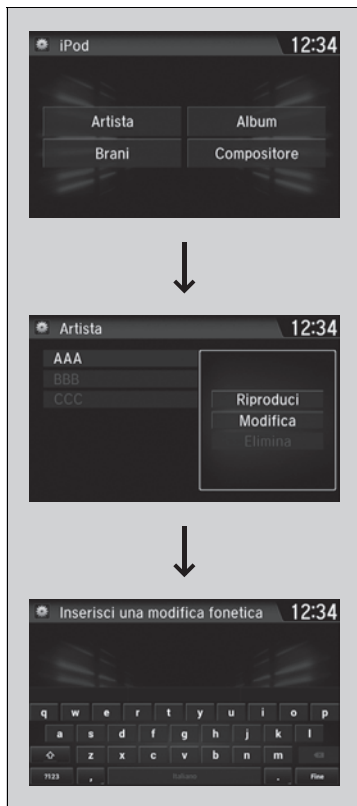 iPod 12:34
Artista Album
Brani Compositore
Artista 12:34
AAA
BBB
CCC
Riproduci
Modifica
Elimina
Inserisci una modifica fonetica 12:34
q w e r t y u i o p
a s d f g h j k l
z x c v b n m
?123 , Italiano . Fine